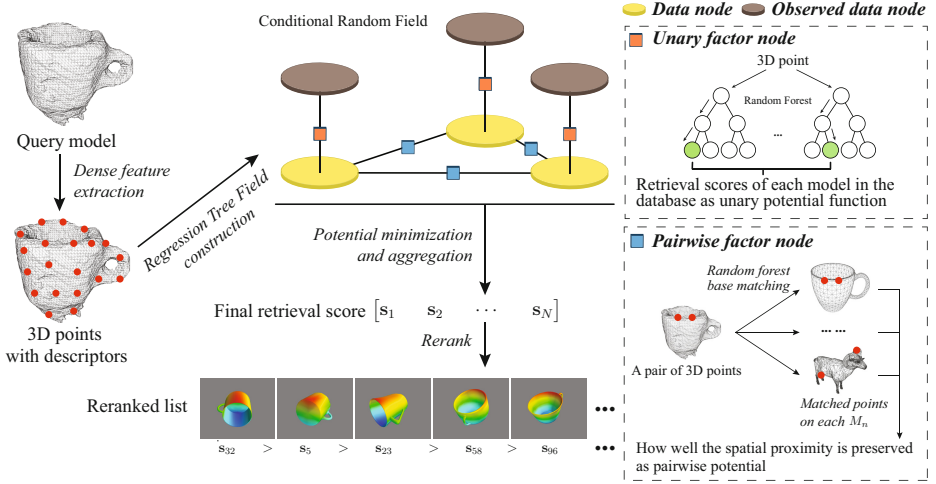 Conditional Random Field
Data node
Observed data node
Query model
Dense feature
extraction
3D points
with descriptors
Regression Tree Field
construction
Potential minimization
and aggregation
Final retrieval score [s1 s2 ⋯ sN]
Rerank
Reranked list
•••
s32 > s5 > s23 > s58 > s96 > •••
Unary factor node
3D point
Random Forest
...
Retrieval scores of each model in the
database as unary potential function
Pairwise factor node
Random forest
base matching
A pair of 3D points
... ...
Matched points
on each Mn
How well the spatial proximity is preserved
as pairwise potential